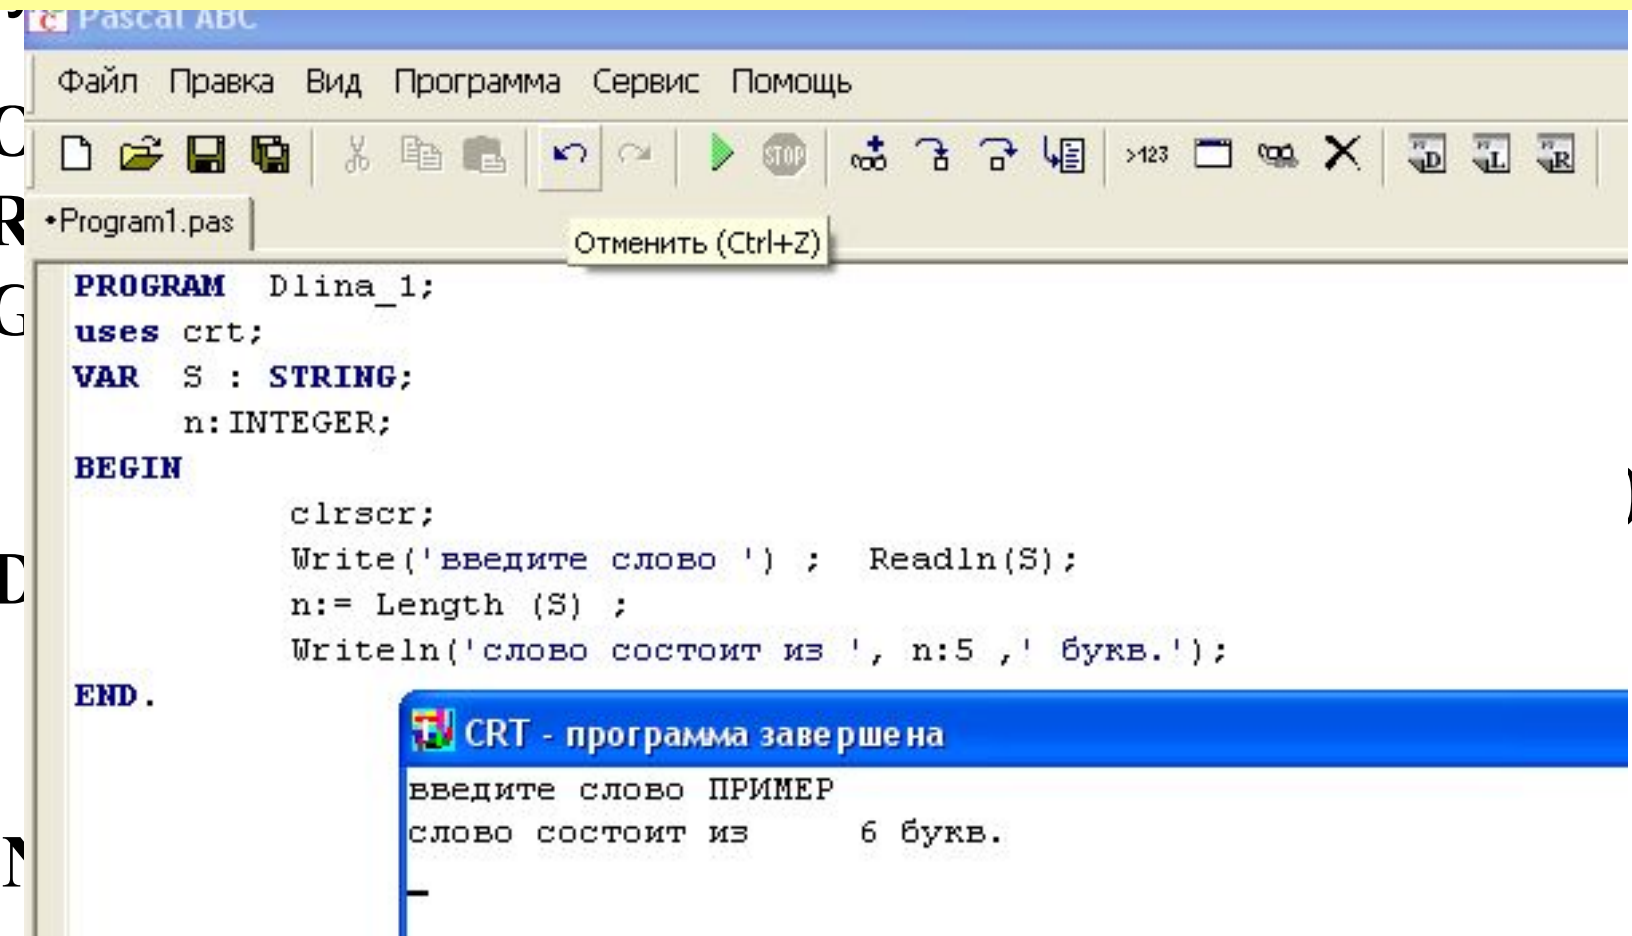 Pascal ABC
Файл Правка Вид Программа Сервис Помощь
STOP >123 D L R
•Program1.pas
Отменить (Ctrl+Z)
PROGRAM Dlina_1;
uses crt;
VAR S : STRING;
n:INTEGER;
BEGIN
clrscr;
Write('введите слово ') ; Readln(S);
n:= Length (S) ;
Writeln('слово состоит из ', n:5 ,' букв.');
END.
CRT - программа завершена
введите слово ПРИМЕР
слово состоит из     6 букв.